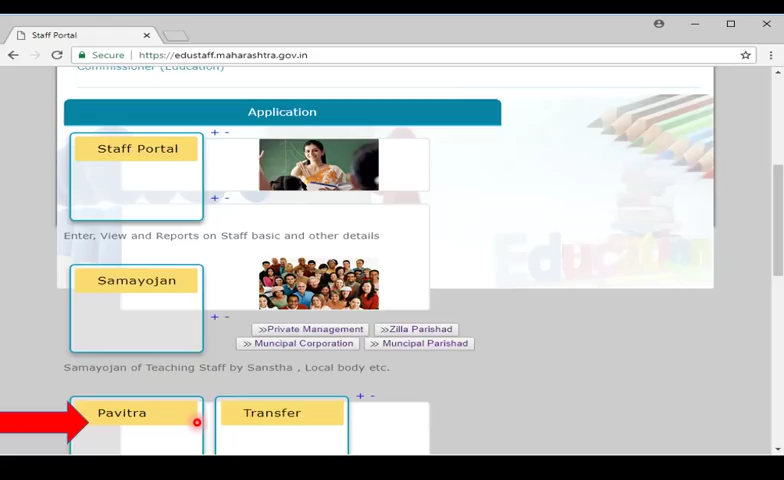 Staff Portal
Secure
https://edustaff.maharashtra.gov.in
Commissioner (Education)
Application
+ -
Staff Portal
+ -
Enter, View and Reports on Staff basic and other details
Samayojan
+ -
>>Private Management >>Zilla Parishad
>> Muncipal Corporation >> Muncipal Parishad
Samayojan of Teaching Staff by Sanstha , Local body etc.
+ -
Pavitra Transfer
Education